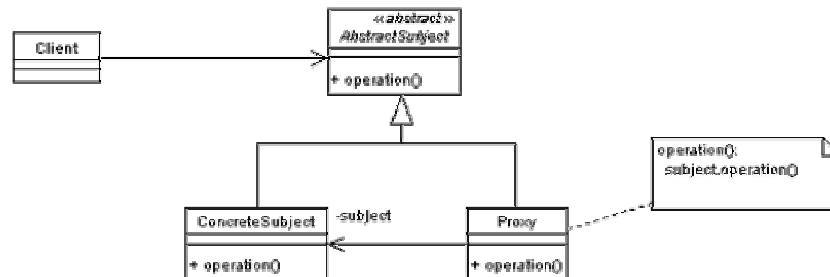 «abstract»
AbstractSubject
Client
+ operation()
operation():
subject.operation()
ConcreteSubject
-subject
Proxy
+ operation()
+ operation()